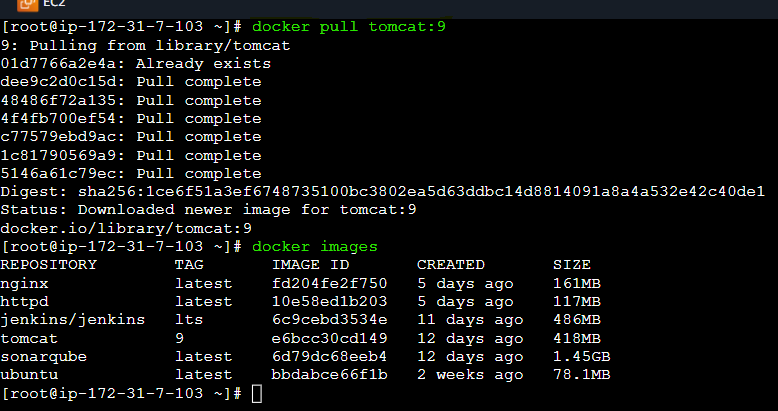 EC2
[root@ip-172-31-7-103 ~]# docker pull tomcat:9
9: Pulling from library/tomcat
01d7766a2e4a: Already exists
dee9c2d0c15d: Pull complete
48486f72a135: Pull complete
4f4fb700ef54: Pull complete
c77579ebd9ac: Pull complete
1c81790569a9: Pull complete
5146a61c79ec: Pull complete
Digest: sha256:1ce6f51a3ef6748735100bc3802ea5d63ddbc14d8814091a8a4a532e42c40de1
Status: Downloaded newer image for tomcat:9
docker.io/library/tomcat:9
[root@ip-172-31-7-103 ~]# docker images
REPOSITORY TAG IMAGE ID CREATED SIZE
nginx latest fd204fe2f750 5 days ago 161MB
httpd latest 10e58ed1b203 5 days ago 117MB
jenkins/jenkins lts 6c9cebd3534e 11 days ago 486MB
tomcat 9 e6bcc30cd149 12 days ago 418MB
sonarqube latest 6d79dc68eeb4 12 days ago 1.45GB
ubuntu latest bbdabce66f1b 2 weeks ago 78.1MB
[root@ip-172-31-7-103 ~]#